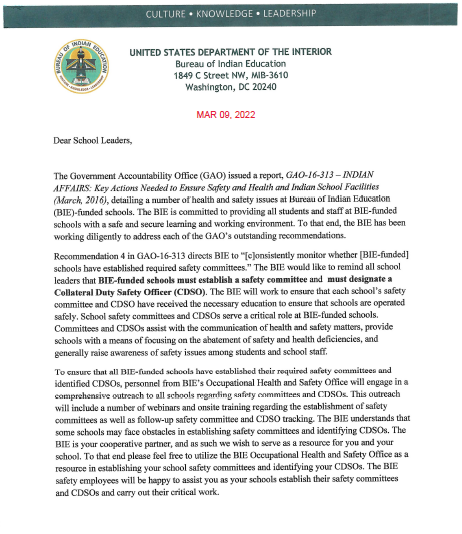 CULTURE • KNOWLEDGE • LEADERSHIP
BUREAU OF INDIAN EDUCATION
UNITED STATES DEPARTMENT OF THE INTERIOR
Bureau of Indian Education
1849 C Street NW, MIB-3610
Washington, DC 20240
MAR 09, 2022
Dear School Leaders,
The Government Accountability Office (GAO) issued a report, GAO-16-313 – INDIAN
AFFAIRS: Key Actions Needed to Ensure Safety and Health and Indian School Facilities
(March, 2016), detailing a number of health and safety issues at Bureau of Indian Education
(BIE)-funded schools. The BIE is committed to providing all students and staff at BIE-funded
schools with a safe and secure learning and working environment. To that end, the BIE has been
working diligently to address each of the GAO's outstanding recommendations.
Recommendation 4 in GAO-16-313 directs BIE to "[c]onsistently monitor whether [BIE-funded]
schools have established required safety committees." The BIE would like to remind all school
leaders that BIE-funded schools must establish a safety committee and must designate a
Collateral Duty Safety Officer (CDSO). The BIE will work to ensure that each school's safety
committee and CDSO have received the necessary education to ensure that schools are operated
safely. School safety committees and CDSOs serve a critical role at BIE-funded schools.
Committees and CDSOs assist with the communication of health and safety matters, provide
schools with a means of focusing on the abatement of safety and health deficiencies, and
generally raise awareness of safety issues among students and school staff.
To ensure that all BIE-funded schools have established their required safety committees and
identified CDSOs, personnel from BIE's Occupational Health and Safety Office will engage in a
comprehensive outreach to all schools regarding safety committees and CDSOs. This outreach
will include a number of webinars and onsite training regarding the establishment of safety
committees as well as follow-up safety committee and CDSO tracking. The BIE understands that
some schools may face obstacles in establishing safety committees and identifying CDSOs. The
BIE is your cooperative partner, and as such we wish to serve as a resource for you and your
school. To that end please feel free to utilize the BIE Occupational Health and Safety Office as a
resource in establishing your school safety committees and identifying your CDSOs. The BIE
safety employees will be happy to assist you as your schools establish their safety committees
and CDSOs and carry out their critical work.